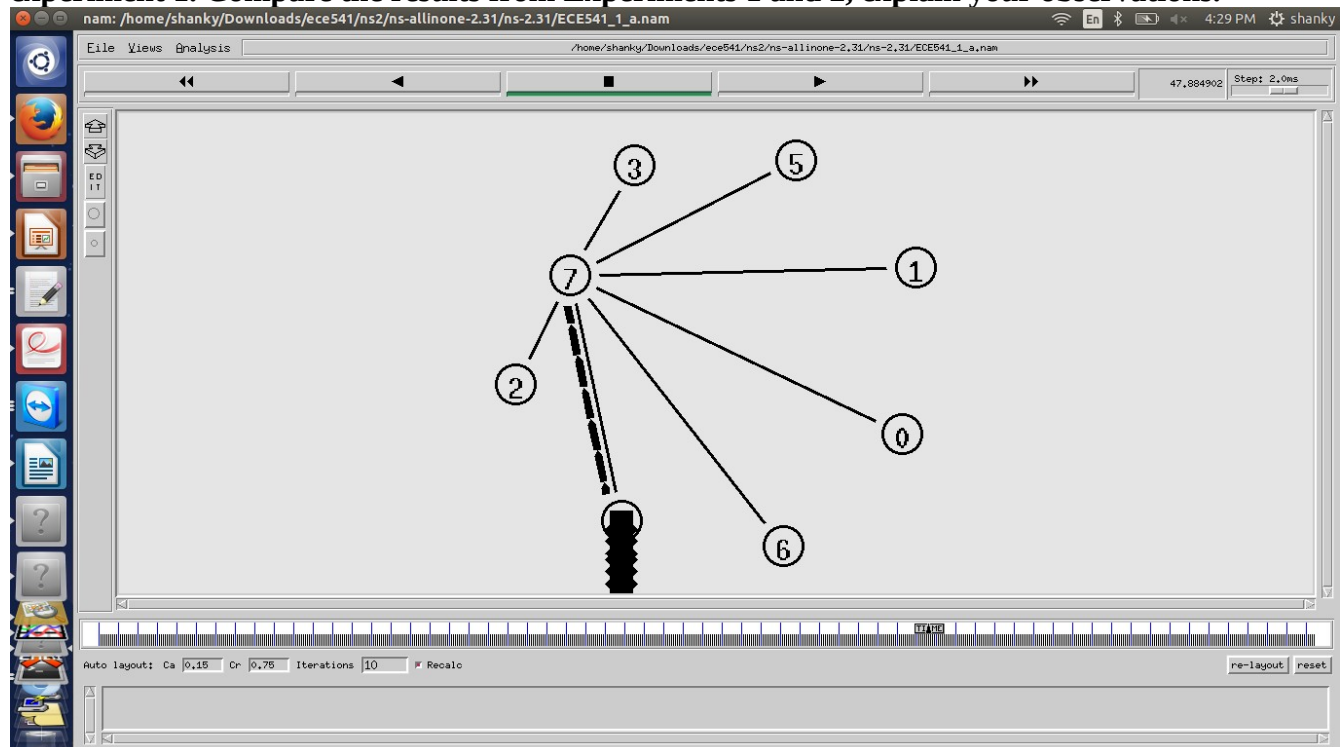 experiment 1. Compare the results from Experiments 1 and 2, explain your observations.
nam: /home/shanky/Downloads/ece541/ns2/ns-allinone-2.31/ns-2.31/ECE541_1_a.nam
En
4:29 PM
shanky
File Views Analysis
/home/shanky/Downloads/ece541/ns2/ns-allinone-2.31/ns-2.31/ECE541_1_a.nam
47.884902
Step: 2.0ms
ED
IT
3
5
7
1
2
0
6
TIME
Auto layout: Ca 0.15 Cr 0.75 Iterations 10 Recalc
re-layout reset